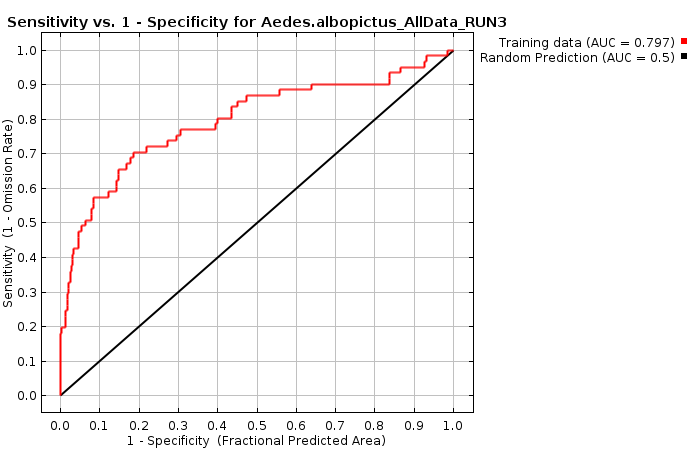 Sensitivity vs. 1 - Specificity for Aedes.albopictus_AllData_RUN3
Training data (AUC = 0.797)
Random Prediction (AUC = 0.5)
Sensitivity (1 - Omission Rate)
1.0
0.9
0.8
0.7
0.6
0.5
0.4
0.3
0.2
0.1
0.0
0.0 0.1 0.2 0.3 0.4 0.5 0.6 0.7 0.8 0.9 1.0
1 - Specificity (Fractional Predicted Area)